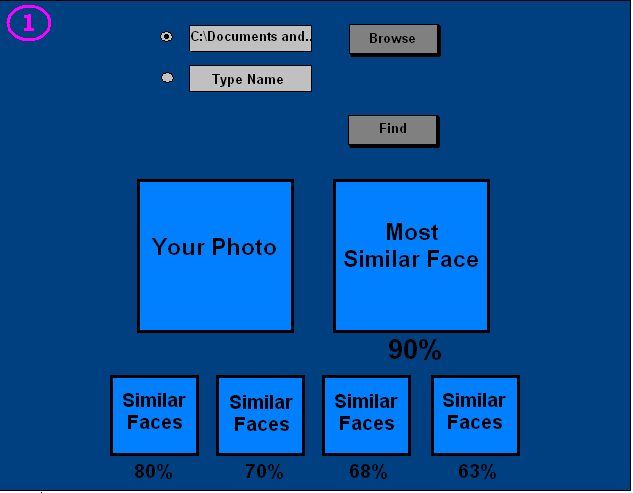 1
C:\Documents and..
Browse
Type Name
Find
Your Photo
Most
Similar Face
90%
Similar
Faces
Similar
Faces
Similar
Faces
Similar
Faces
80%
70%
68%
63%